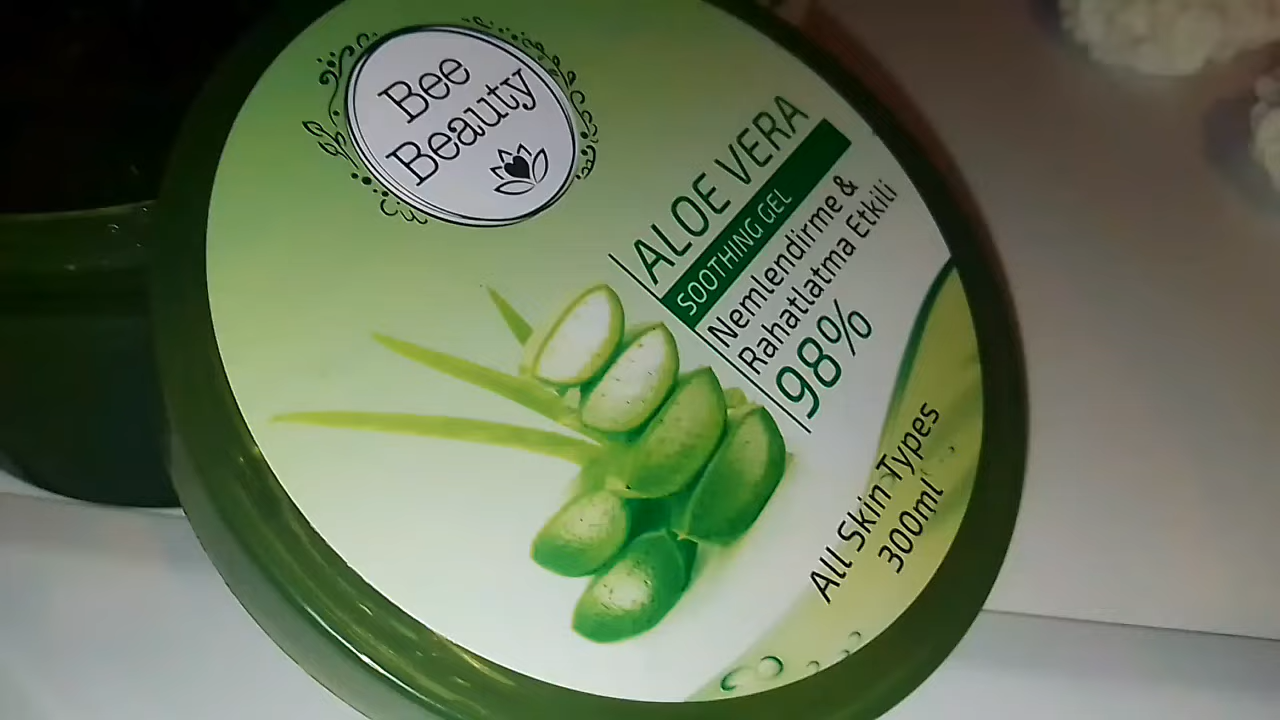 Bee
Beauty
ALOE VERA
SOOTHING GEL
Nemlendirme &
Rahatlatma Etkili
98%
All Skin Types
300ml